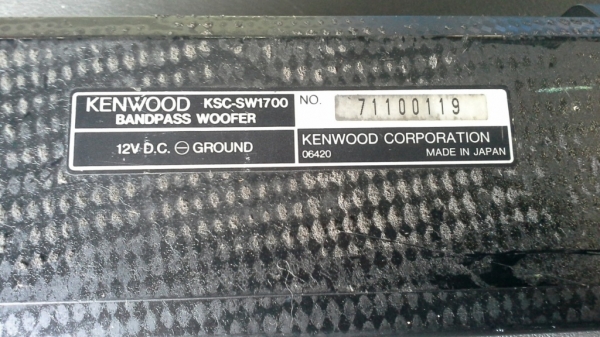 KENWOOD KSC-SW1700
BANDPASS WOOFER
12V D.C. ⊖ GROUND
NO. 71100119
KENWOOD CORPORATION
06420 MADE IN JAPAN